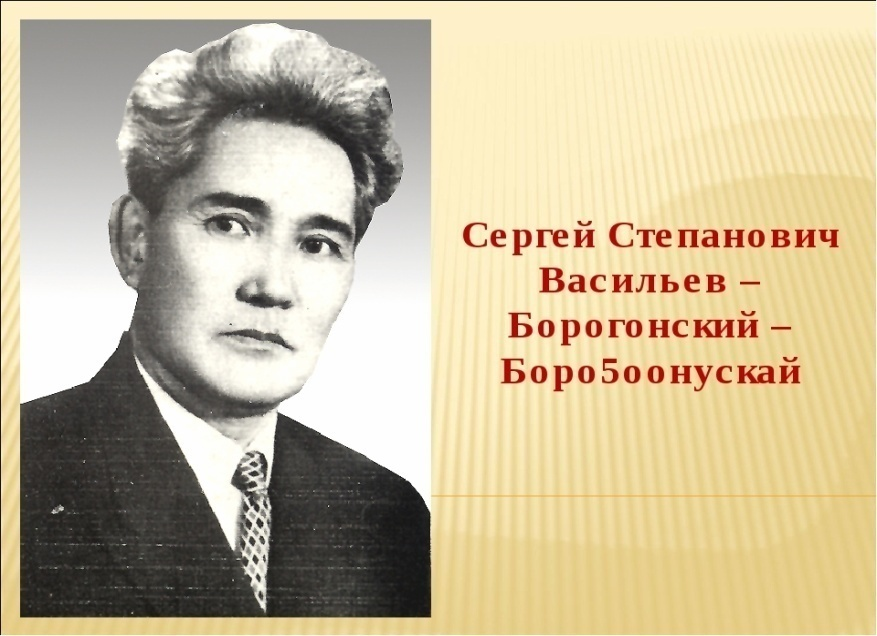 Сергей Степанович
Васильев –
Борогонский –
Боро5оонускай